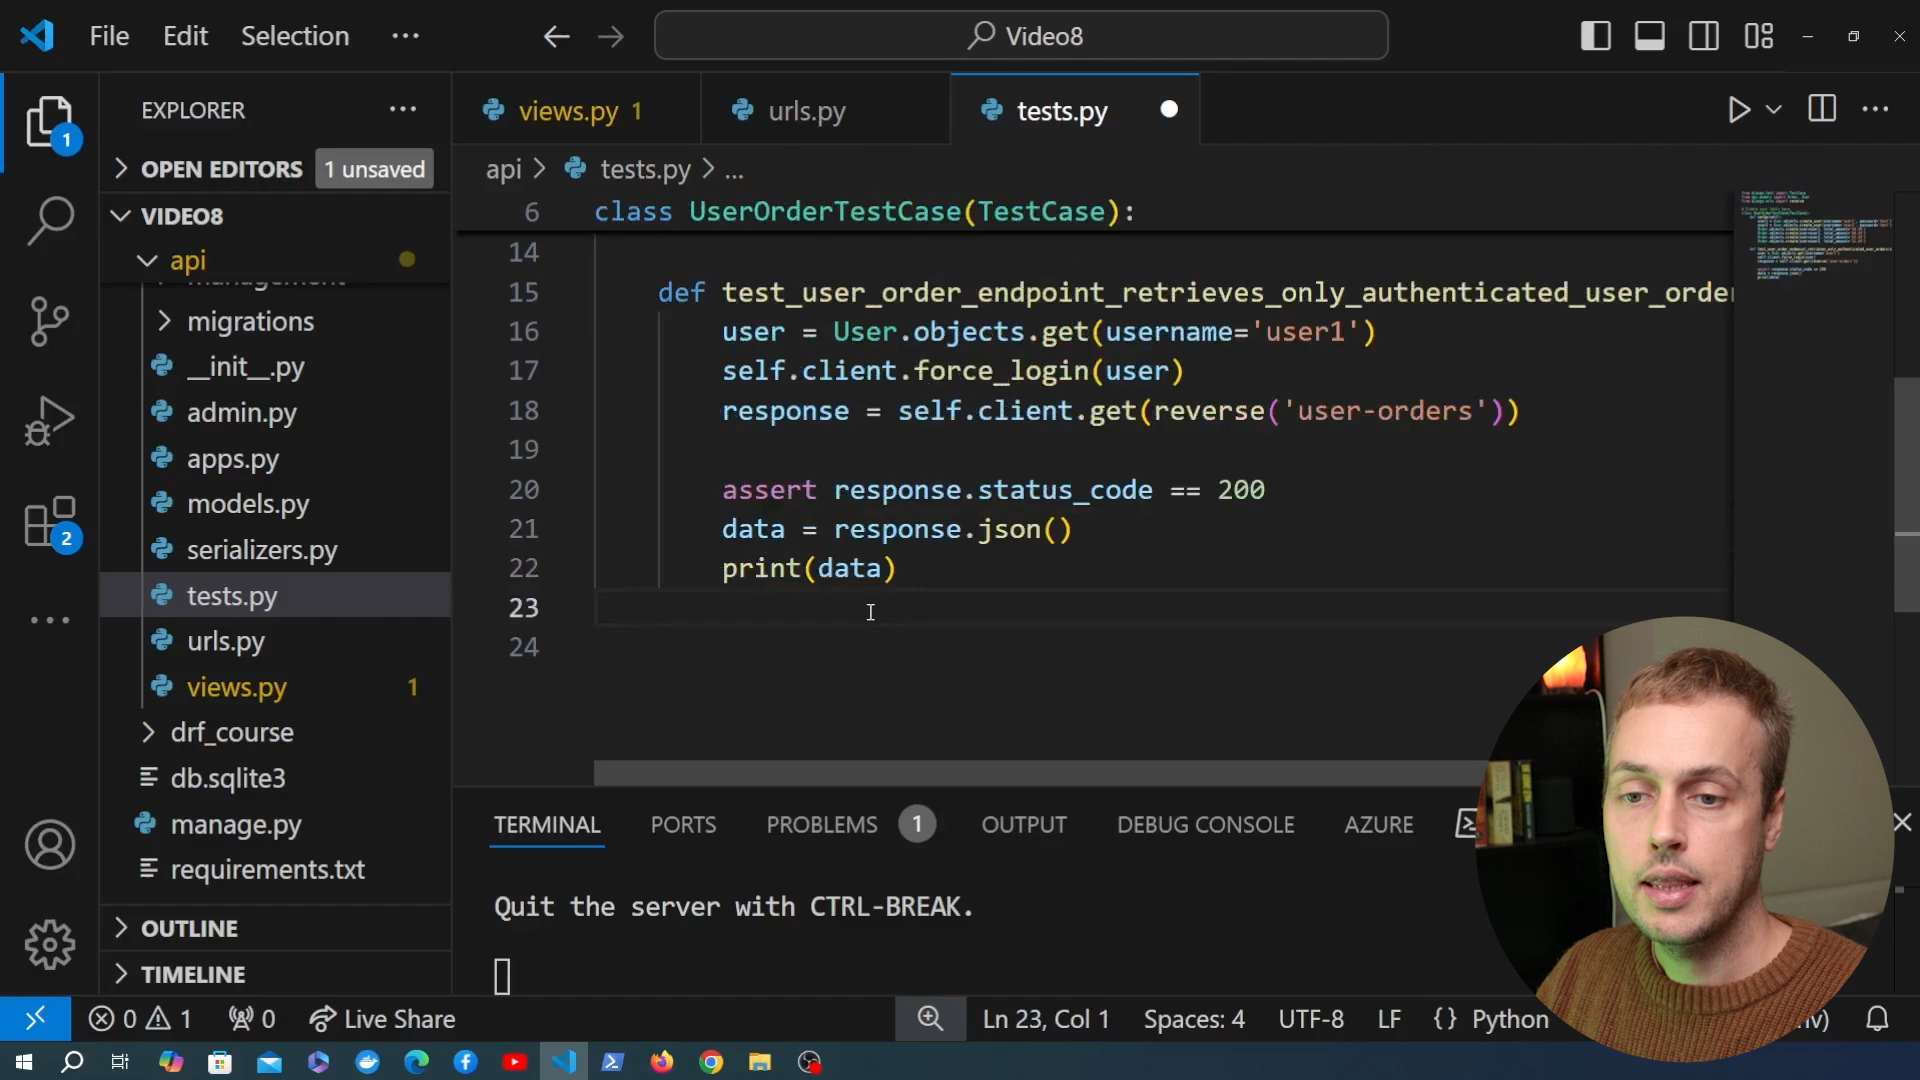 File Edit Selection ···
Video8
EXPLORER ···
1
OPEN EDITORS 1 unsaved
VIDEO8
api
management
migrations
__init__.py
admin.py
apps.py
models.py
serializers.py
tests.py
urls.py
views.py 1
drf_course
db.sqlite3
manage.py
requirements.txt
OUTLINE
TIMELINE
2
views.py 1
urls.py
tests.py
api > tests.py > ...
6 class UserOrderTestCase(TestCase):
14
15 def test_user_order_endpoint_retrieves_only_authenticated_user_order
16 user = User.objects.get(username='user1')
17 self.client.force_login(user)
18 response = self.client.get(reverse('user-orders'))
19
20 assert response.status_code == 200
21 data = response.json()
22 print(data)
23
24
TERMINAL PORTS PROBLEMS 1 OUTPUT DEBUG CONSOLE AZURE
Quit the server with CTRL-BREAK.
0 1 0 Live Share Ln 23, Col 1 Spaces: 4 UTF-8 LF {} Python